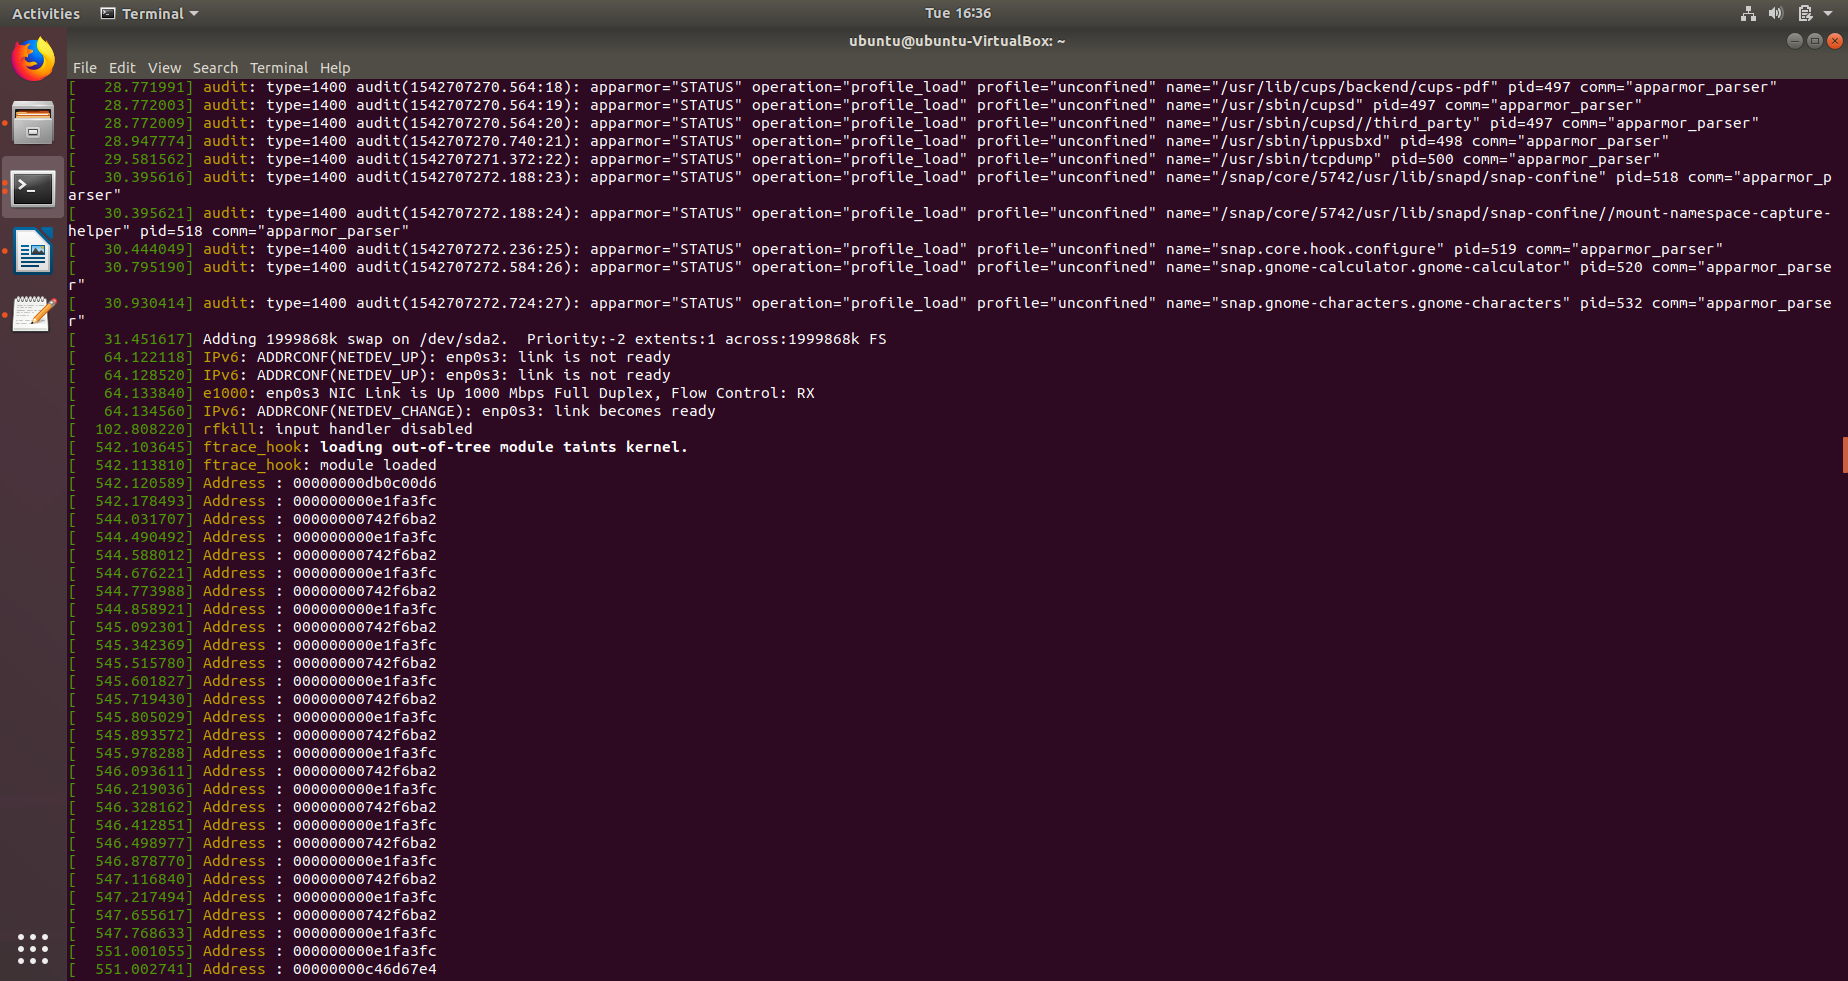 Activities Terminal Tue 16:36
ubuntu@ubuntu-VirtualBox: ~
File Edit View Search Terminal Help
[   28.771991] audit: type=1400 audit(1542707270.564:18): apparmor="STATUS" operation="profile_load" profile="unconfined" name="/usr/lib/cups/backend/cups-pdf" pid=497 comm="apparmor_parser"
[   28.772003] audit: type=1400 audit(1542707270.564:19): apparmor="STATUS" operation="profile_load" profile="unconfined" name="/usr/sbin/cupsd" pid=497 comm="apparmor_parser"
[   28.772009] audit: type=1400 audit(1542707270.564:20): apparmor="STATUS" operation="profile_load" profile="unconfined" name="/usr/sbin/cupsd//third_party" pid=497 comm="apparmor_parser"
[   28.947774] audit: type=1400 audit(1542707270.740:21): apparmor="STATUS" operation="profile_load" profile="unconfined" name="/usr/sbin/ippusbxd" pid=498 comm="apparmor_parser"
[   29.581562] audit: type=1400 audit(1542707271.372:22): apparmor="STATUS" operation="profile_load" profile="unconfined" name="/usr/sbin/tcpdump" pid=500 comm="apparmor_parser"
[   30.395616] audit: type=1400 audit(1542707272.188:23): apparmor="STATUS" operation="profile_load" profile="unconfined" name="/snap/core/5742/usr/lib/snapd/snap-confine" pid=518 comm="apparmor_p
arser"
[   30.395621] audit: type=1400 audit(1542707272.188:24): apparmor="STATUS" operation="profile_load" profile="unconfined" name="/snap/core/5742/usr/lib/snapd/snap-confine//mount-namespace-capture-
helper" pid=518 comm="apparmor_parser"
[   30.444049] audit: type=1400 audit(1542707272.236:25): apparmor="STATUS" operation="profile_load" profile="unconfined" name="snap.core.hook.configure" pid=519 comm="apparmor_parser"
[   30.795190] audit: type=1400 audit(1542707272.584:26): apparmor="STATUS" operation="profile_load" profile="unconfined" name="snap.gnome-calculator.gnome-calculator" pid=520 comm="apparmor_parse
r"
[   30.930414] audit: type=1400 audit(1542707272.724:27): apparmor="STATUS" operation="profile_load" profile="unconfined" name="snap.gnome-characters.gnome-characters" pid=532 comm="apparmor_parse
r"
[   31.451617] Adding 1999868k swap on /dev/sda2.  Priority:-2 extents:1 across:1999868k FS
[   64.122118] IPv6: ADDRCONF(NETDEV_UP): enp0s3: link is not ready
[   64.128520] IPv6: ADDRCONF(NETDEV_UP): enp0s3: link is not ready
[   64.133840] e1000: enp0s3 NIC Link is Up 1000 Mbps Full Duplex, Flow Control: RX
[   64.134560] IPv6: ADDRCONF(NETDEV_CHANGE): enp0s3: link becomes ready
[  102.808220] rfkill: input handler disabled
[  542.103645] ftrace_hook: loading out-of-tree module taints kernel.
[  542.113810] ftrace_hook: module loaded
[  542.120589] Address : 00000000db0c00d6
[  542.178493] Address : 000000000e1fa3fc
[  544.031707] Address : 00000000742f6ba2
[  544.490492] Address : 000000000e1fa3fc
[  544.588012] Address : 00000000742f6ba2
[  544.676221] Address : 000000000e1fa3fc
[  544.773988] Address : 00000000742f6ba2
[  544.858921] Address : 000000000e1fa3fc
[  545.092301] Address : 00000000742f6ba2
[  545.342369] Address : 000000000e1fa3fc
[  545.515780] Address : 00000000742f6ba2
[  545.601827] Address : 000000000e1fa3fc
[  545.719430] Address : 00000000742f6ba2
[  545.805029] Address : 000000000e1fa3fc
[  545.893572] Address : 00000000742f6ba2
[  545.978288] Address : 000000000e1fa3fc
[  546.093611] Address : 00000000742f6ba2
[  546.219036] Address : 000000000e1fa3fc
[  546.328162] Address : 00000000742f6ba2
[  546.412851] Address : 000000000e1fa3fc
[  546.498977] Address : 00000000742f6ba2
[  546.878770] Address : 000000000e1fa3fc
[  547.116840] Address : 00000000742f6ba2
[  547.217494] Address : 000000000e1fa3fc
[  547.655617] Address : 00000000742f6ba2
[  547.768633] Address : 000000000e1fa3fc
[  551.001055] Address : 000000000e1fa3fc
[  551.002741] Address : 00000000c46d67e4